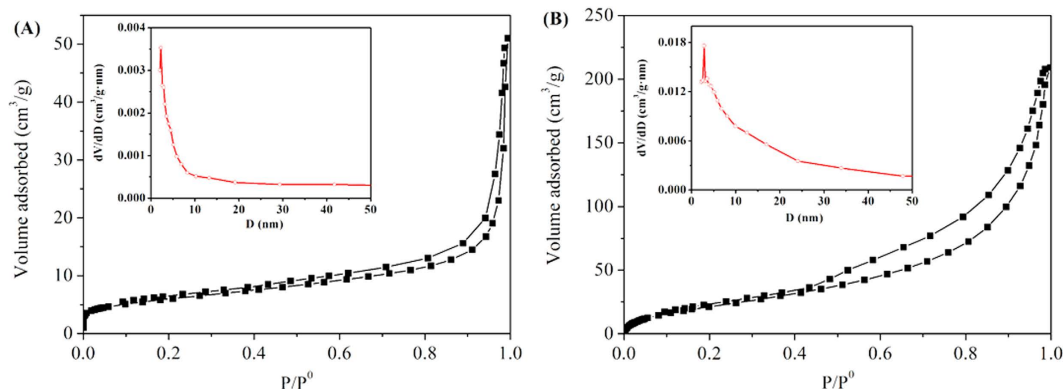 (A)
Volume adsorbed (cm³/g)
50
40
30
20
10
0
0.0 0.2 0.4 0.6 0.8 1.0
P/P⁰
dV/dD (cm³/g·nm)
0.004
0.003
0.002
0.001
0.000
0 10 20 30 40 50
D (nm)
(B)
Volume adsorbed (cm³/g)
250
200
150
100
50
0
0.0 0.2 0.4 0.6 0.8 1.0
P/P⁰
dV/dD (cm³/g·nm)
0.018
0.012
0.006
0.000
0 10 20 30 40 50
D (nm)